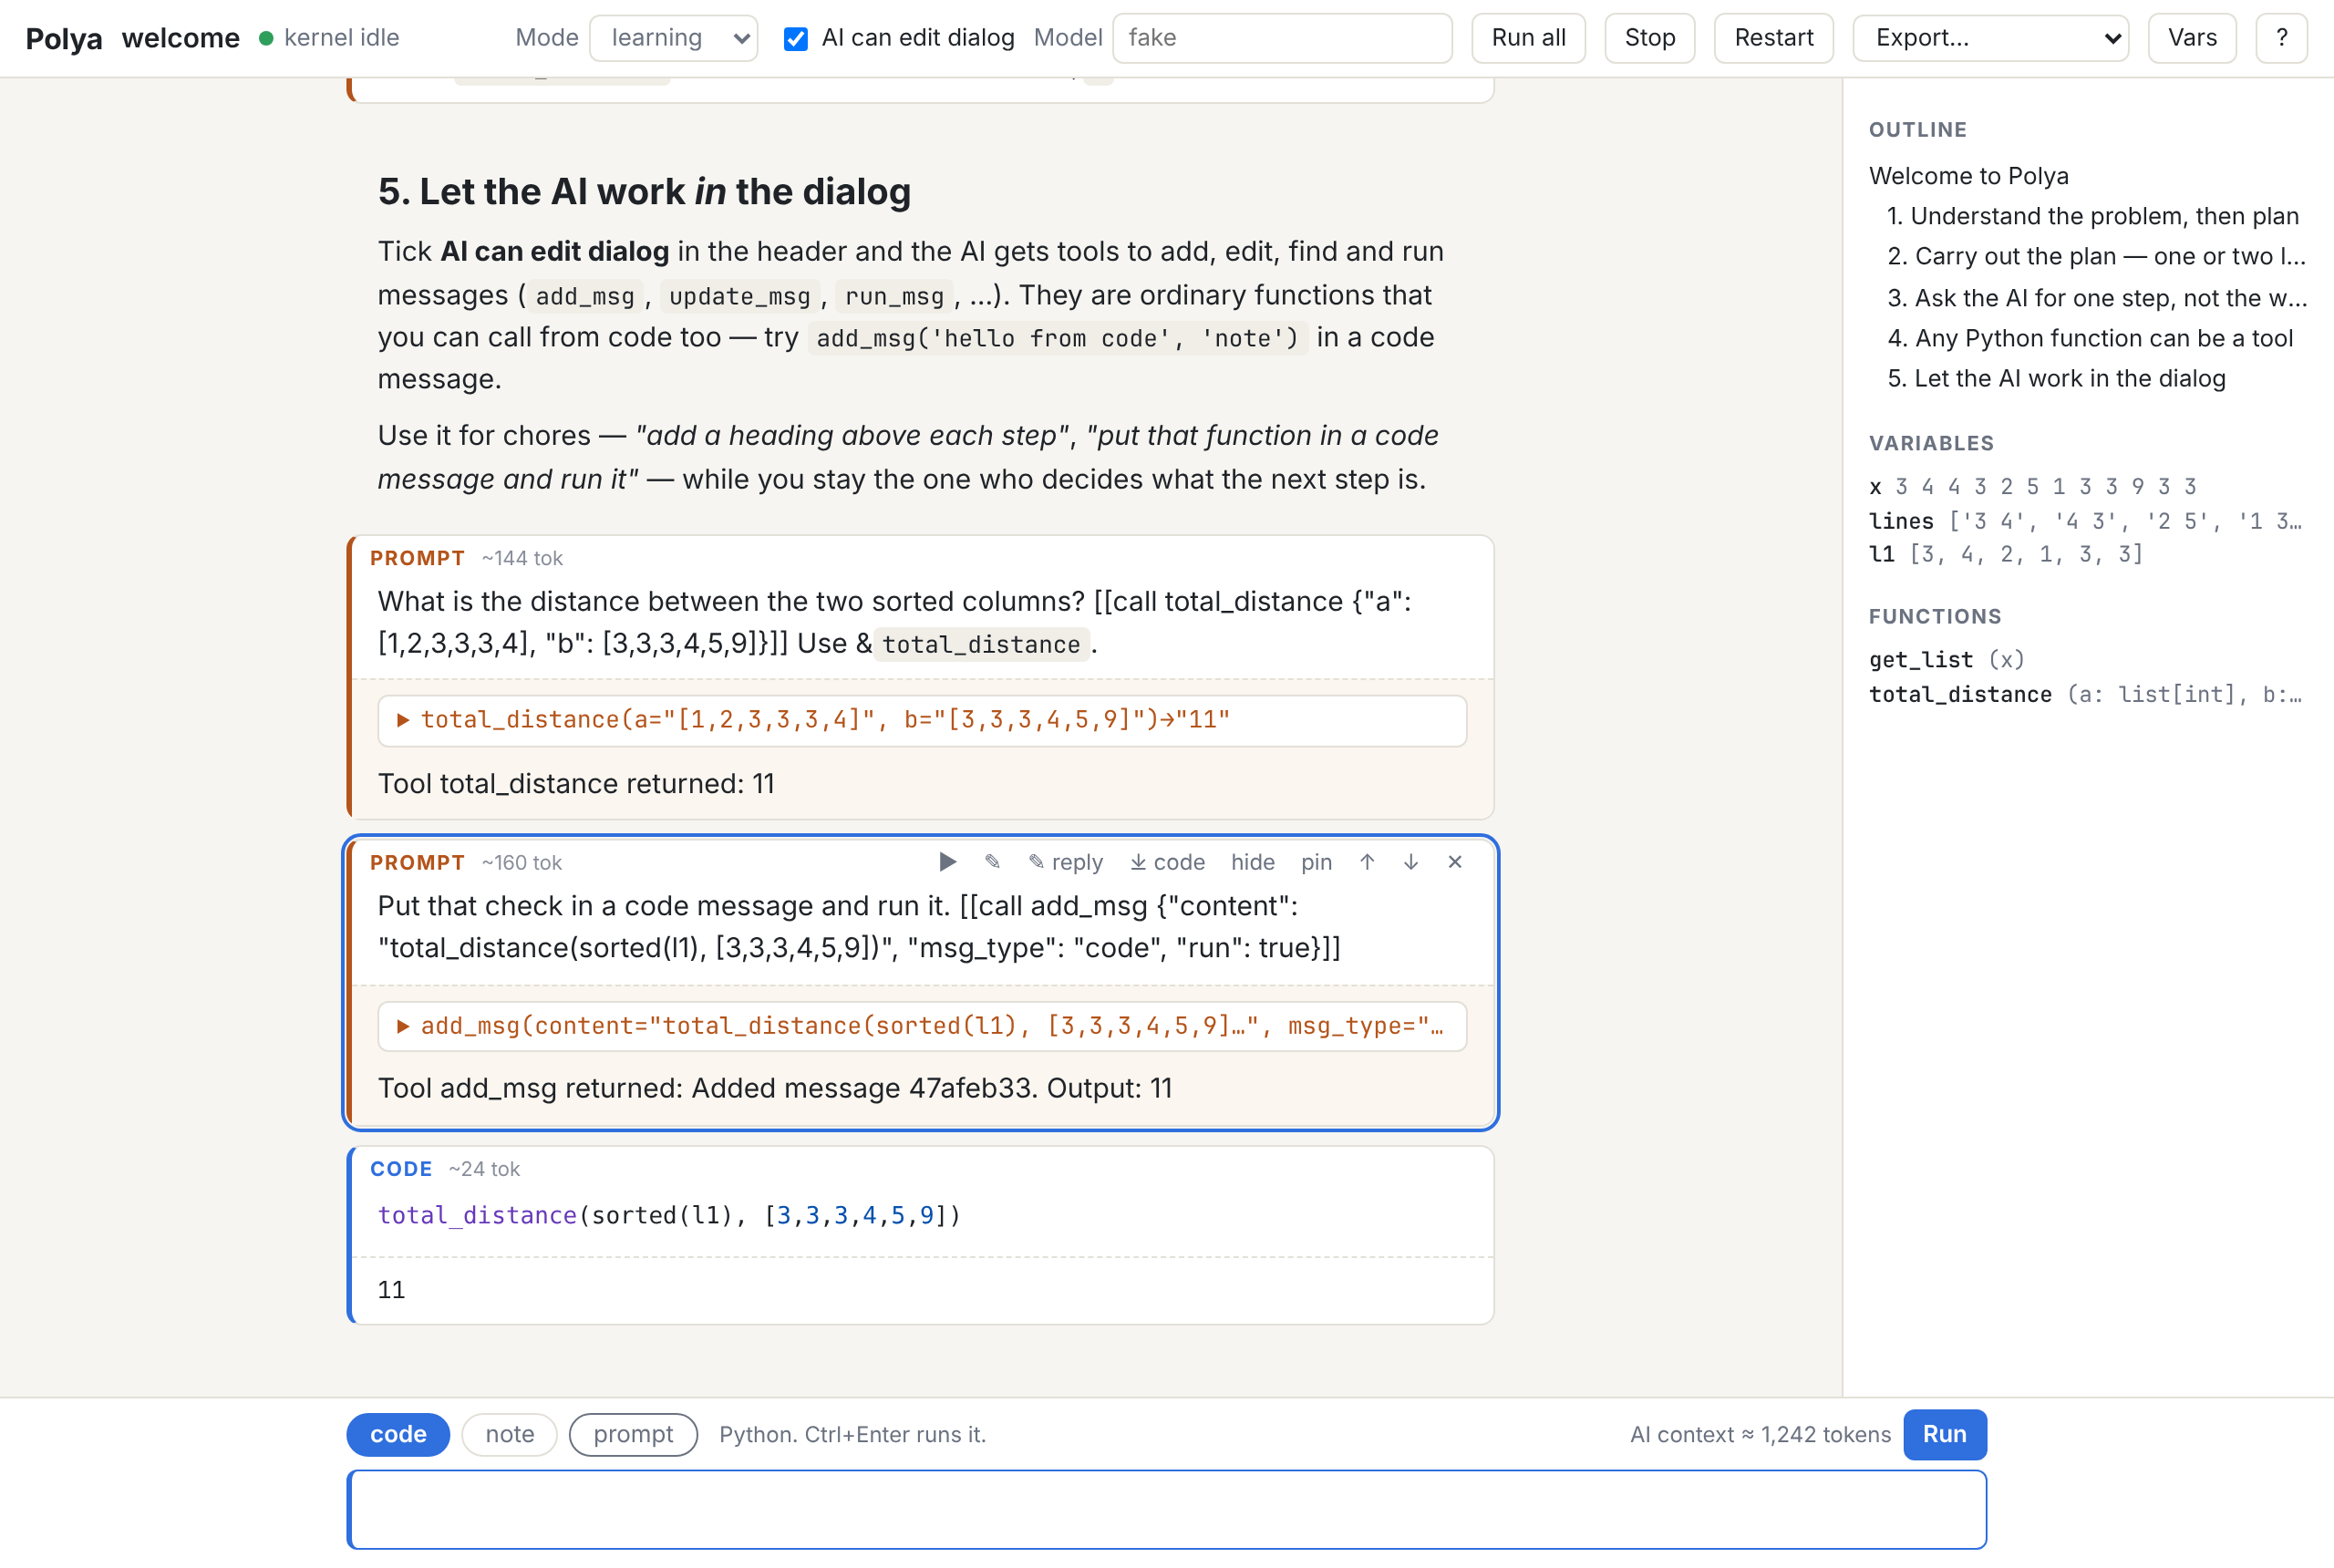 Polya welcome kernel idle Mode learning AI can edit dialog Model fake Run all Stop Restart Export... Vars ?
5. Let the AI work in the dialog
Tick AI can edit dialog in the header and the AI gets tools to add, edit, find and run
messages ( add_msg , update_msg , run_msg , …). They are ordinary functions that
you can call from code too — try add_msg('hello from code', 'note') in a code
message.
Use it for chores — "add a heading above each step", "put that function in a code
message and run it" — while you stay the one who decides what the next step is.
PROMPT ~144 tok
What is the distance between the two sorted columns? [[call total_distance {"a":
[1,2,3,3,3,4], "b": [3,3,3,4,5,9]}]] Use &total_distance.
▶ total_distance(a="[1,2,3,3,3,4]", b="[3,3,3,4,5,9]")→"11"
Tool total_distance returned: 11
PROMPT ~160 tok ▶ ✎ ✎ reply ↓ code hide pin ↑ ↓ ✕
Put that check in a code message and run it. [[call add_msg {"content":
"total_distance(sorted(l1), [3,3,3,4,5,9])", "msg_type": "code", "run": true}]]
▶ add_msg(content="total_distance(sorted(l1), [3,3,3,4,5,9]…", msg_type="…
Tool add_msg returned: Added message 47afeb33. Output: 11
CODE ~24 tok
total_distance(sorted(l1), [3,3,3,4,5,9])
11
OUTLINE
Welcome to Polya
1. Understand the problem, then plan
2. Carry out the plan — one or two l…
3. Ask the AI for one step, not the w…
4. Any Python function can be a tool
5. Let the AI work in the dialog
VARIABLES
x 3 4 4 3 2 5 1 3 3 9 3 3
lines ['3 4', '4 3', '2 5', '1 3…
l1 [3, 4, 2, 1, 3, 3]
FUNCTIONS
get_list (x)
total_distance (a: list[int], b:…
code note prompt Python. Ctrl+Enter runs it. AI context ≈ 1,242 tokens Run